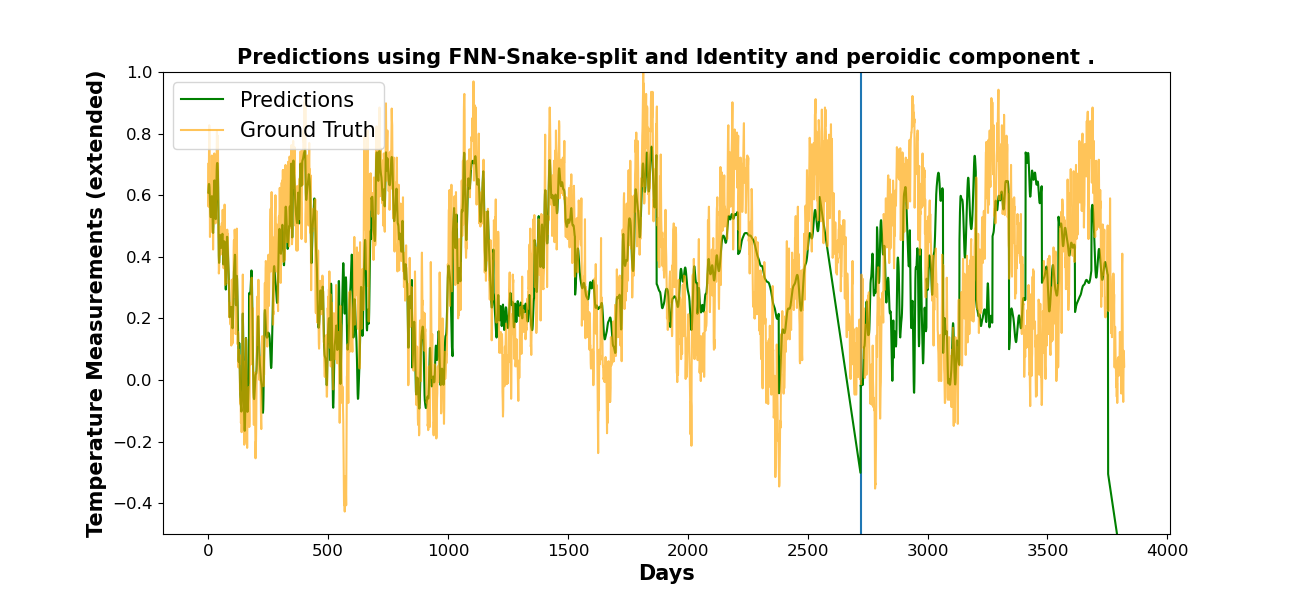 Predictions using FNN-Snake-split and Identity and peroidic component .
Temperature Measurements (extended)
1.0
0.8
0.6
0.4
0.2
0.0
−0.2
−0.4
Predictions
Ground Truth
0 500 1000 1500 2000 2500 3000 3500 4000
Days